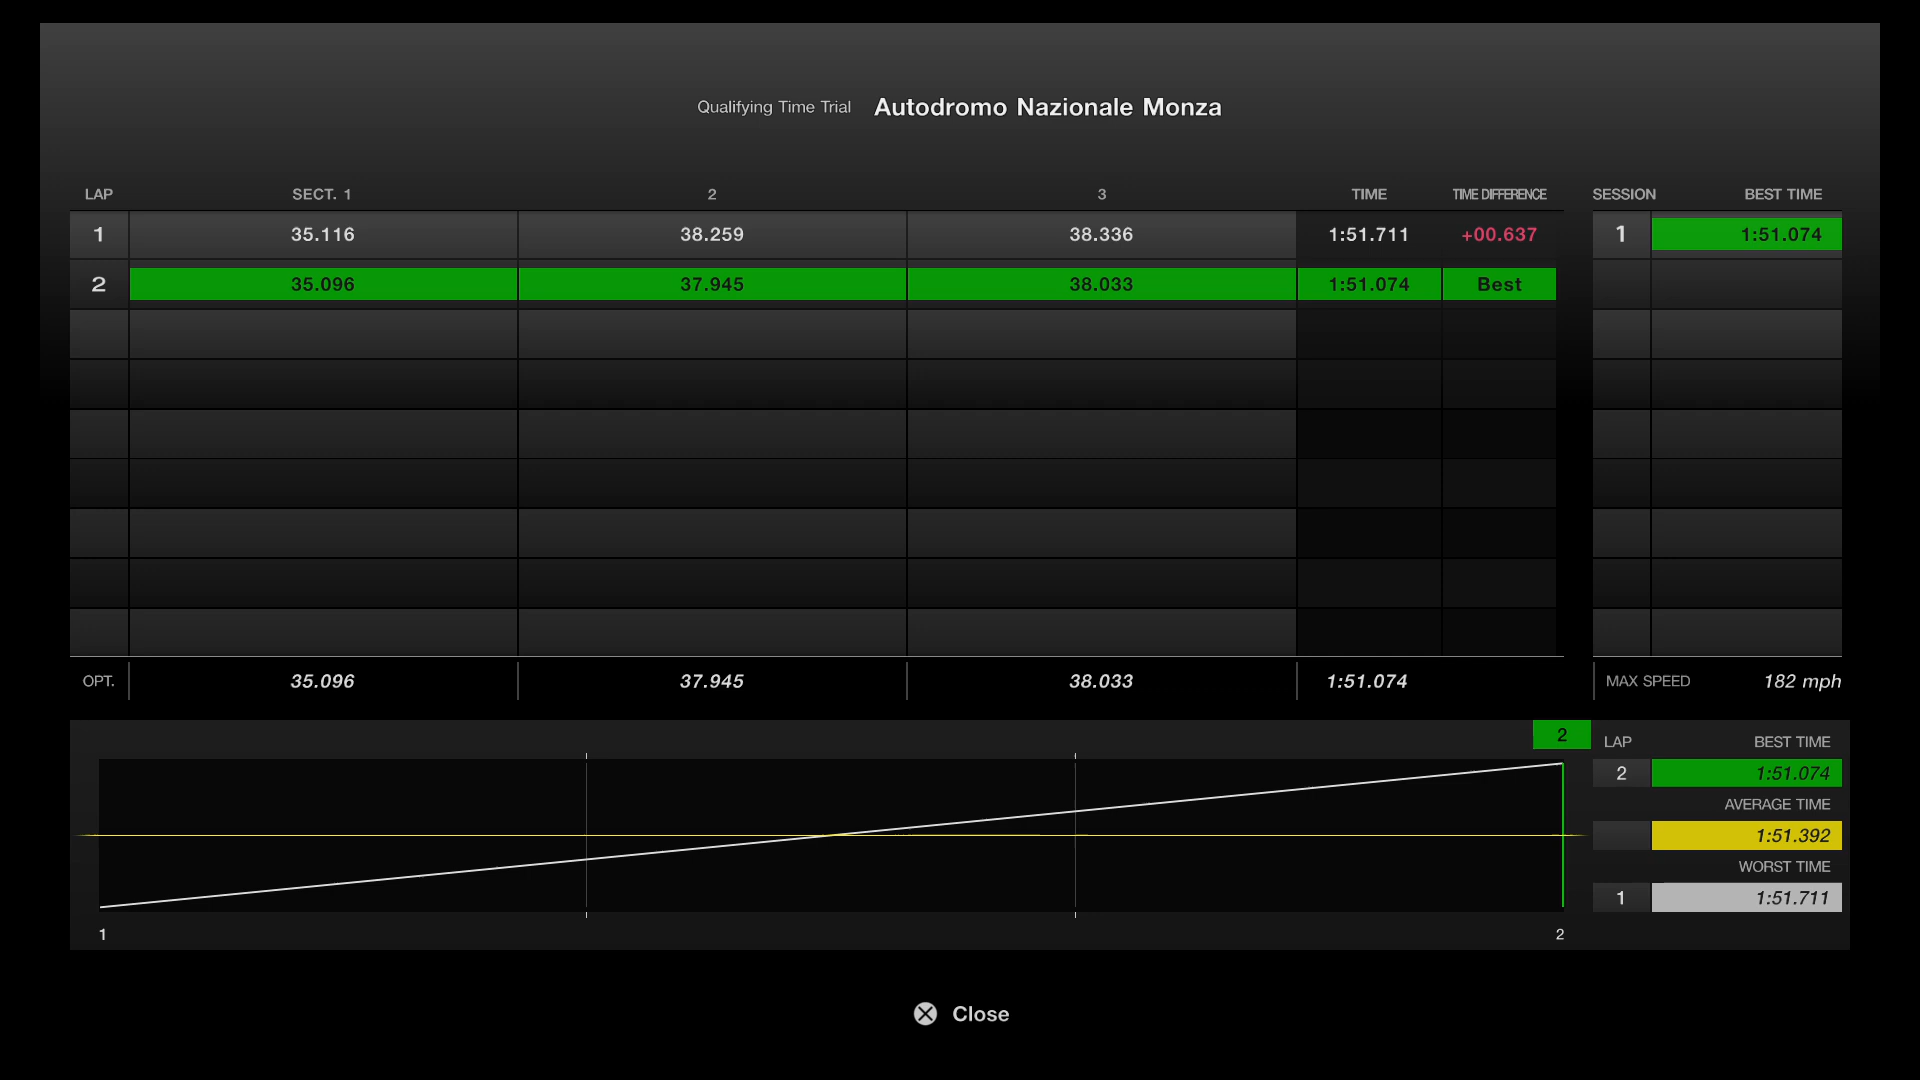 Qualifying Time Trial Autodromo Nazionale Monza
LAP SECT. 1 2 3 TIME TIME DIFFERENCE SESSION BEST TIME
1 35.116 38.259 38.336 1:51.711 +00.637 1 1:51.074
2 35.096 37.945 38.033 1:51.074 Best
OPT. 35.096 37.945 38.033 1:51.074 MAX SPEED 182 mph
2 LAP BEST TIME
2 1:51.074
AVERAGE TIME
1:51.392
WORST TIME
1 1:51.711
1 2
Close